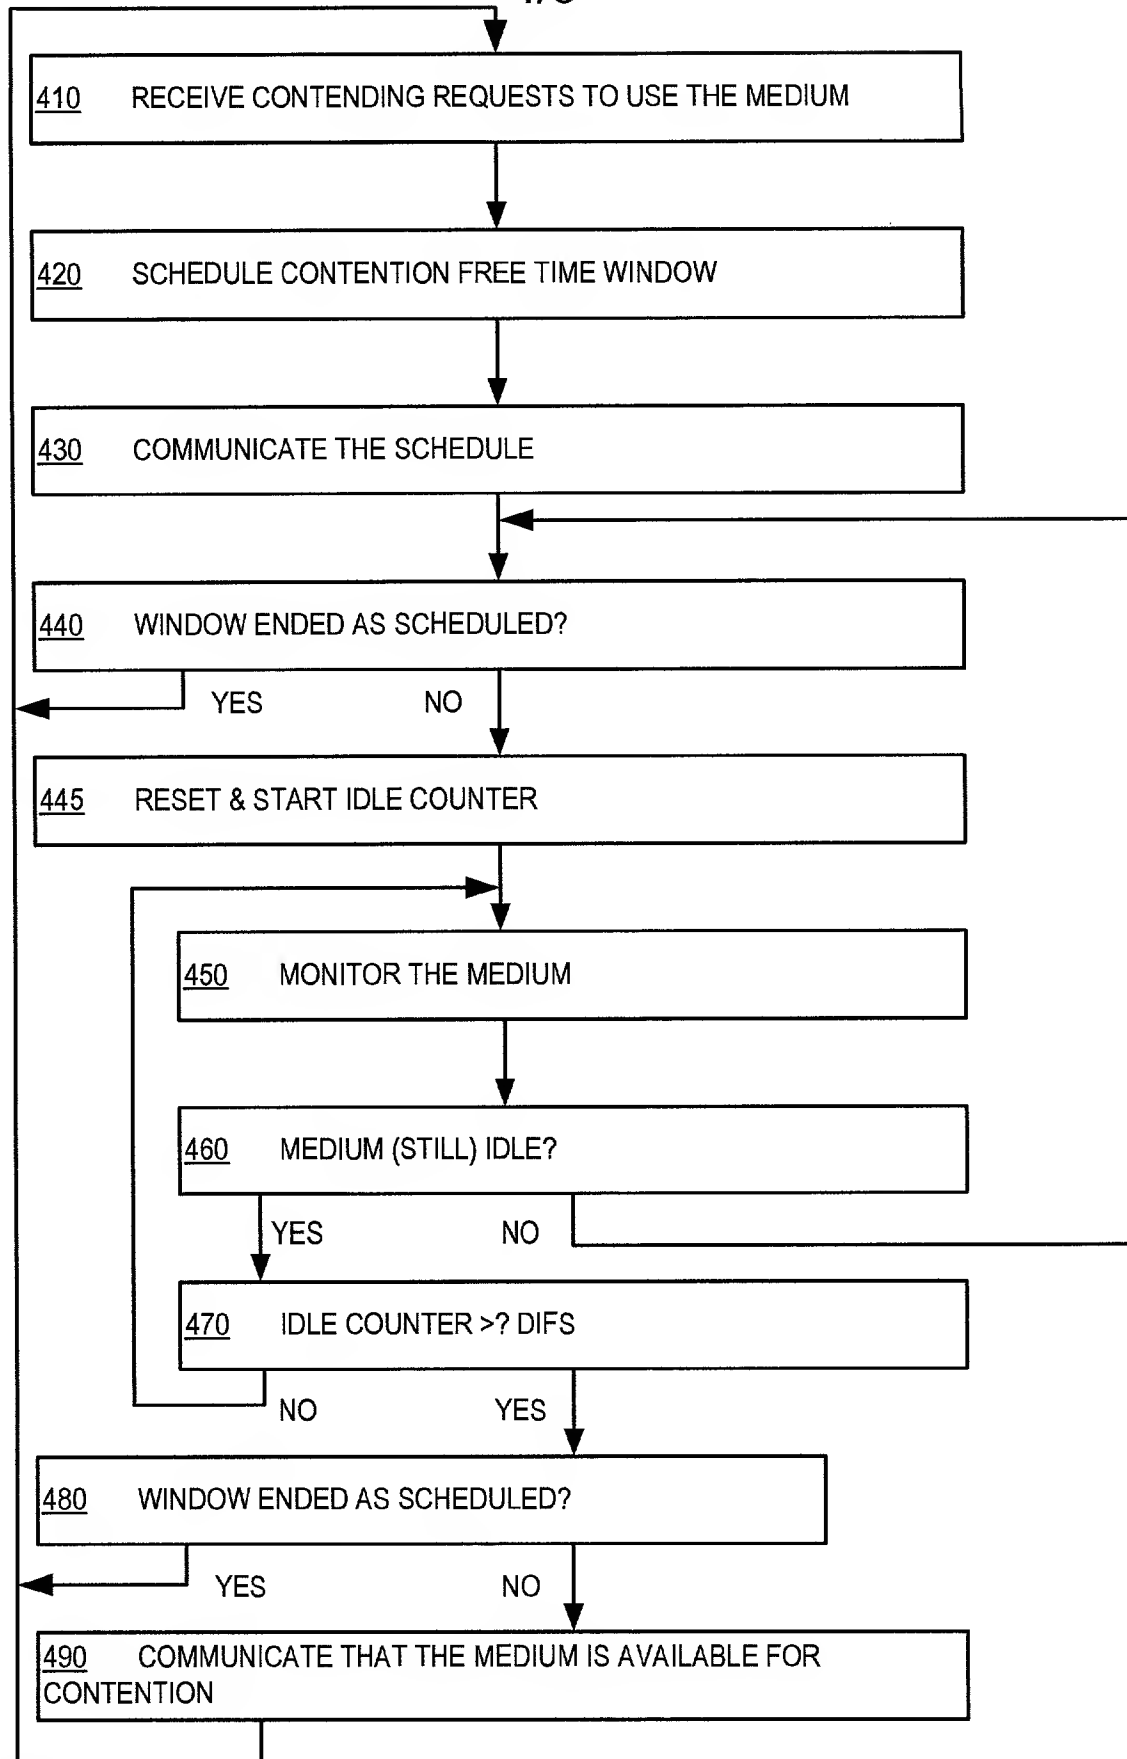 410 RECEIVE CONTENDING REQUESTS TO USE THE MEDIUM
420 SCHEDULE CONTENTION FREE TIME WINDOW
430 COMMUNICATE THE SCHEDULE
440 WINDOW ENDED AS SCHEDULED?
YES NO
445 RESET & START IDLE COUNTER
450 MONITOR THE MEDIUM
460 MEDIUM (STILL) IDLE?
YES NO
470 IDLE COUNTER >? DIFS
NO YES
480 WINDOW ENDED AS SCHEDULED?
YES NO
490 COMMUNICATE THAT THE MEDIUM IS AVAILABLE FOR
CONTENTION